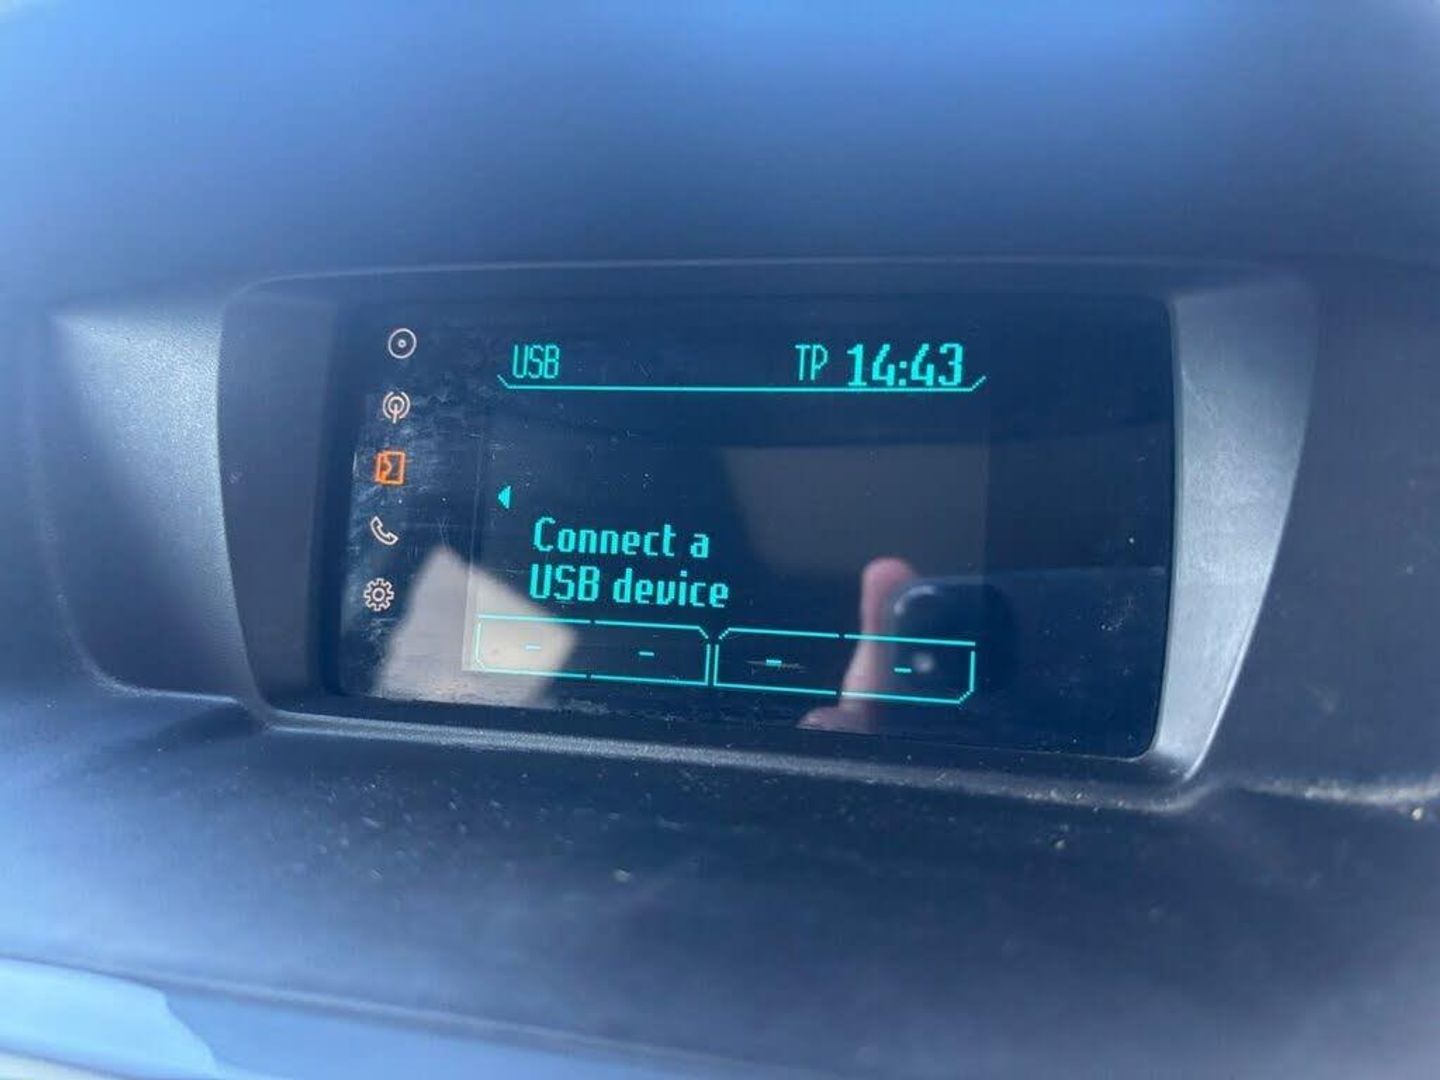 USB TP 14:43
Connect a
USB device
- - - -